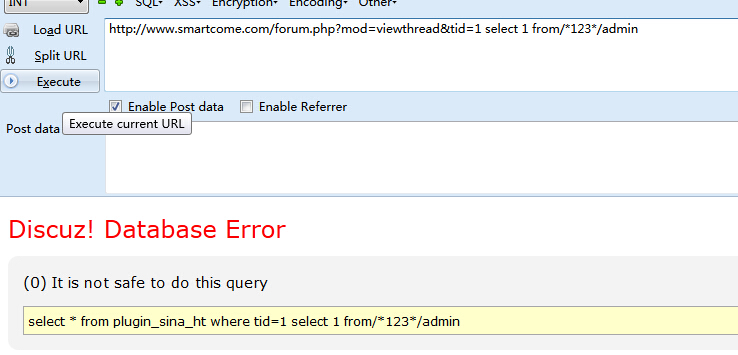 INT SQL▾ XSS▾ Encryption▾ Encoding▾ Other▾
Load URL
http://www.smartcome.com/forum.php?mod=viewthread&tid=1 select 1 from/*123*/admin
Split URL
Execute
Enable Post data Enable Referrer
Post data
Execute current URL
Discuz! Database Error
(0) It is not safe to do this query
select * from plugin_sina_ht where tid=1 select 1 from/*123*/admin